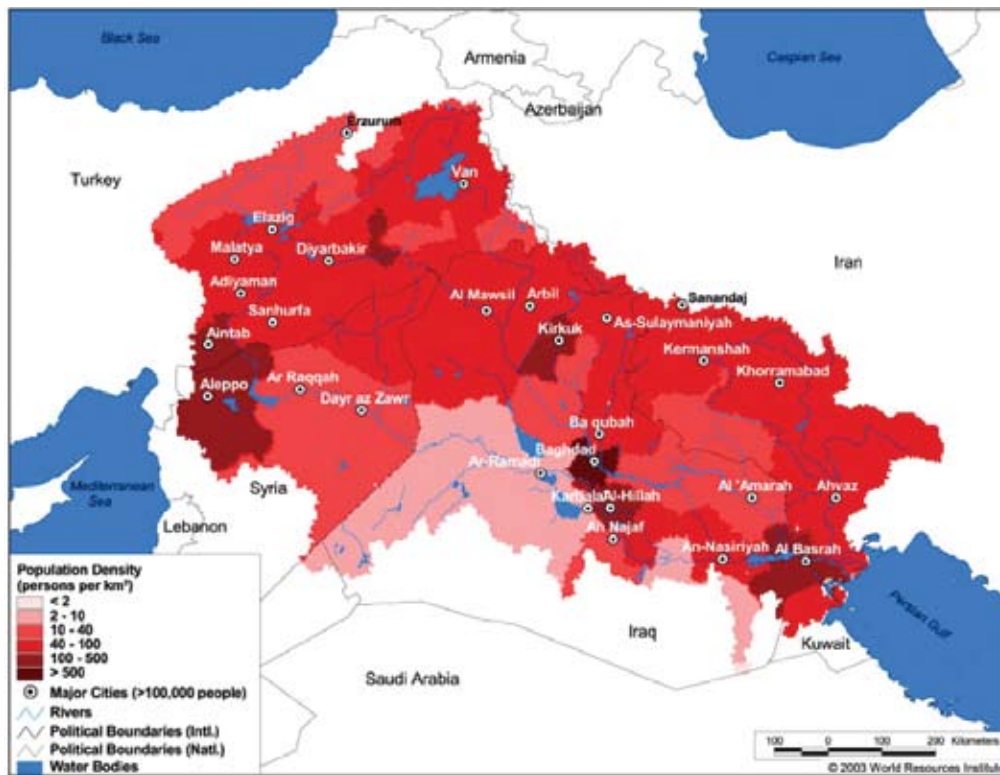 Black Sea
Caspian Sea
Armenia
Azerbaijan
Erzurum
Turkey
Van
Elazig
Malatya
Diyarbakir
Iran
Adiyaman
Al Mawsil
Arbil
Sanandaj
Sanhurfa
As-Sulaymaniyah
Aintab
Kirkuk
Kermanshah
Khorramabad
Aleppo
Ar Raqqah
Dayr az Zawr
Ba qubah
Baghdad
Ar-Ramadi
Mediterranean
Sea
Syria
Karbala
Al-Hillah
Al 'Amarah
Ahvaz
Lebanon
An Najaf
An-Nasiriyah
Al Basrah
Persian Gulf
Iraq
Kuwait
Saudi Arabia
Population Density
(persons per km²)
< 2
2 - 10
10 - 40
40 - 100
100 - 500
> 500
Major Cities (>100,000 people)
Rivers
Political Boundaries (Intl.)
Political Boundaries (Natl.)
Water Bodies
100 0 100 200 Kilometers
© 2003 World Resources Institute